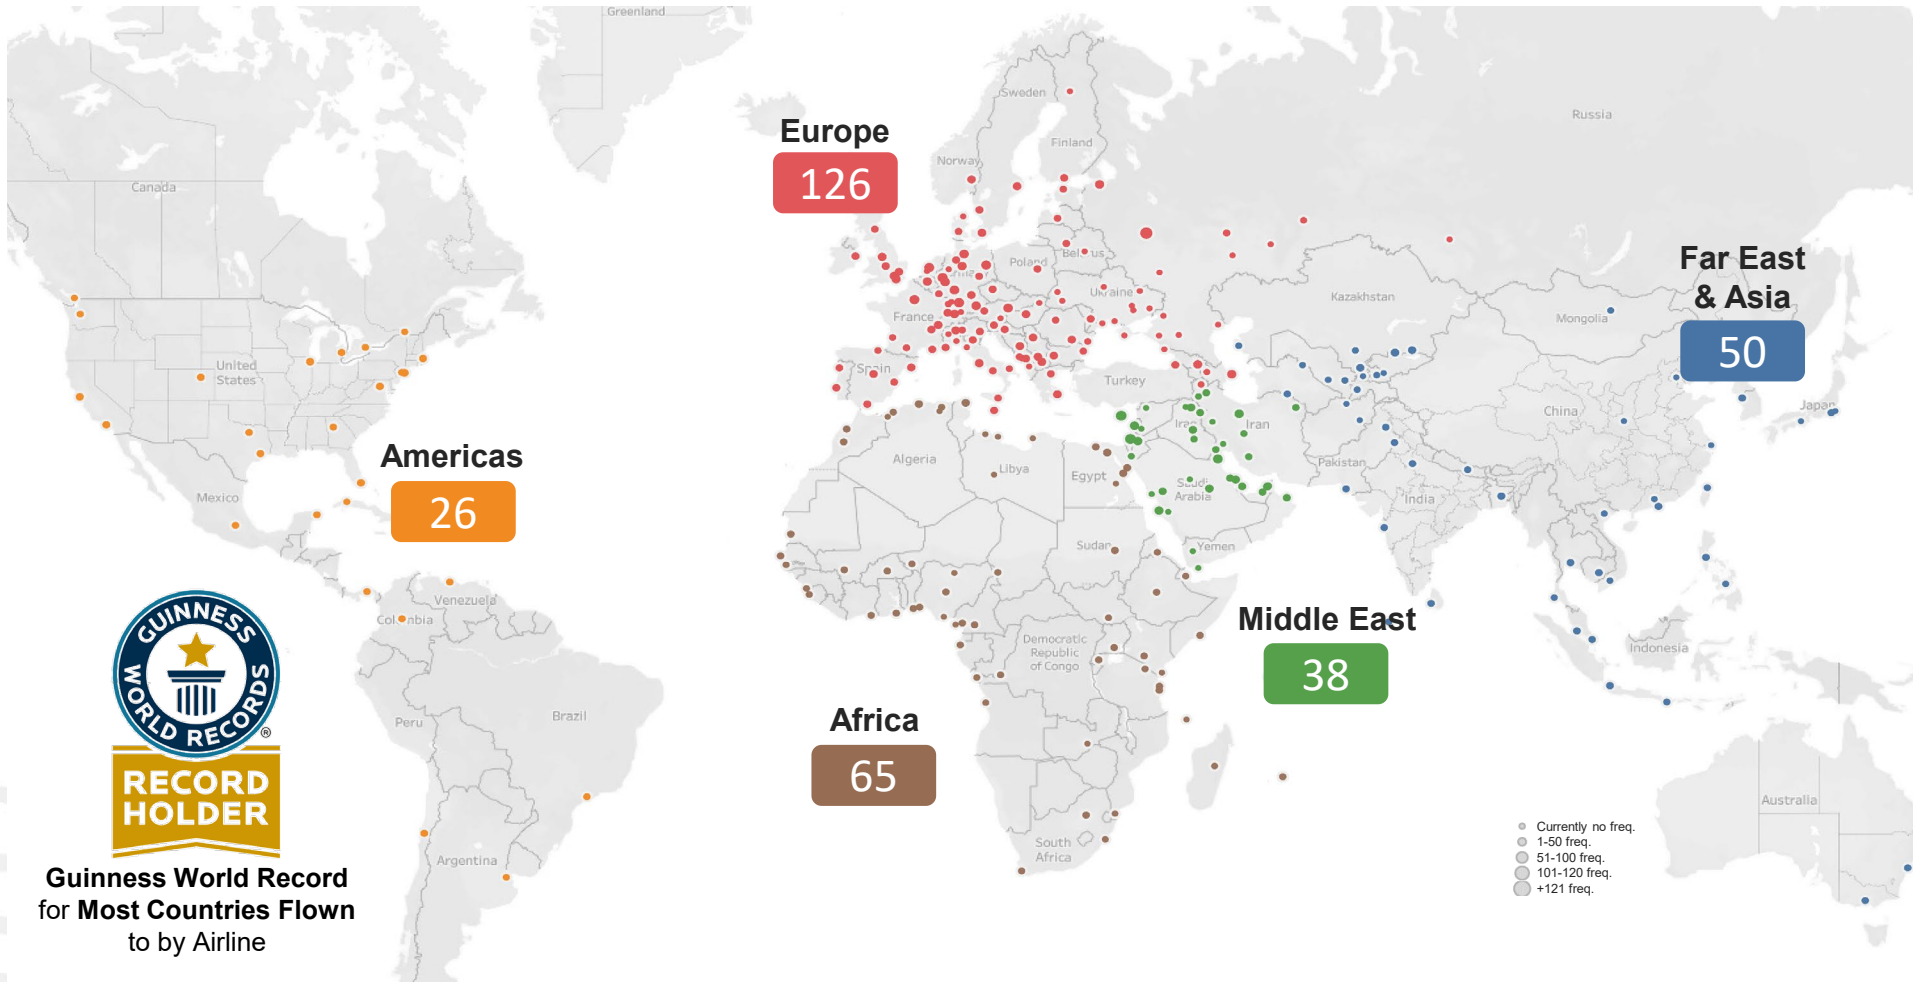 Greenland
Sweden
Russia
Finland
Norway
Canada
Europe
126
Poland
Belarus
Ukraine
Kazakhstan
Mongolia
Far East
& Asia
50
France
Spain
Turkey
United
States
China
Japan
Iraq
Iran
Algeria
Libya
Egypt
Pakistan
Saudi
Arabia
India
Americas
26
Mexico
Sudan
Yemen
Venezuela
Colombia
Middle East
38
Democratic
Republic
of Congo
Indonesia
Peru
Brazil
Africa
65
GUINNESS
WORLD RECORDS
®
RECORD
HOLDER
Guinness World Record
for Most Countries Flown
to by Airline
Argentina
South
Africa
Australia
Currently no freq.
1-50 freq.
51-100 freq.
101-120 freq.
+121 freq.